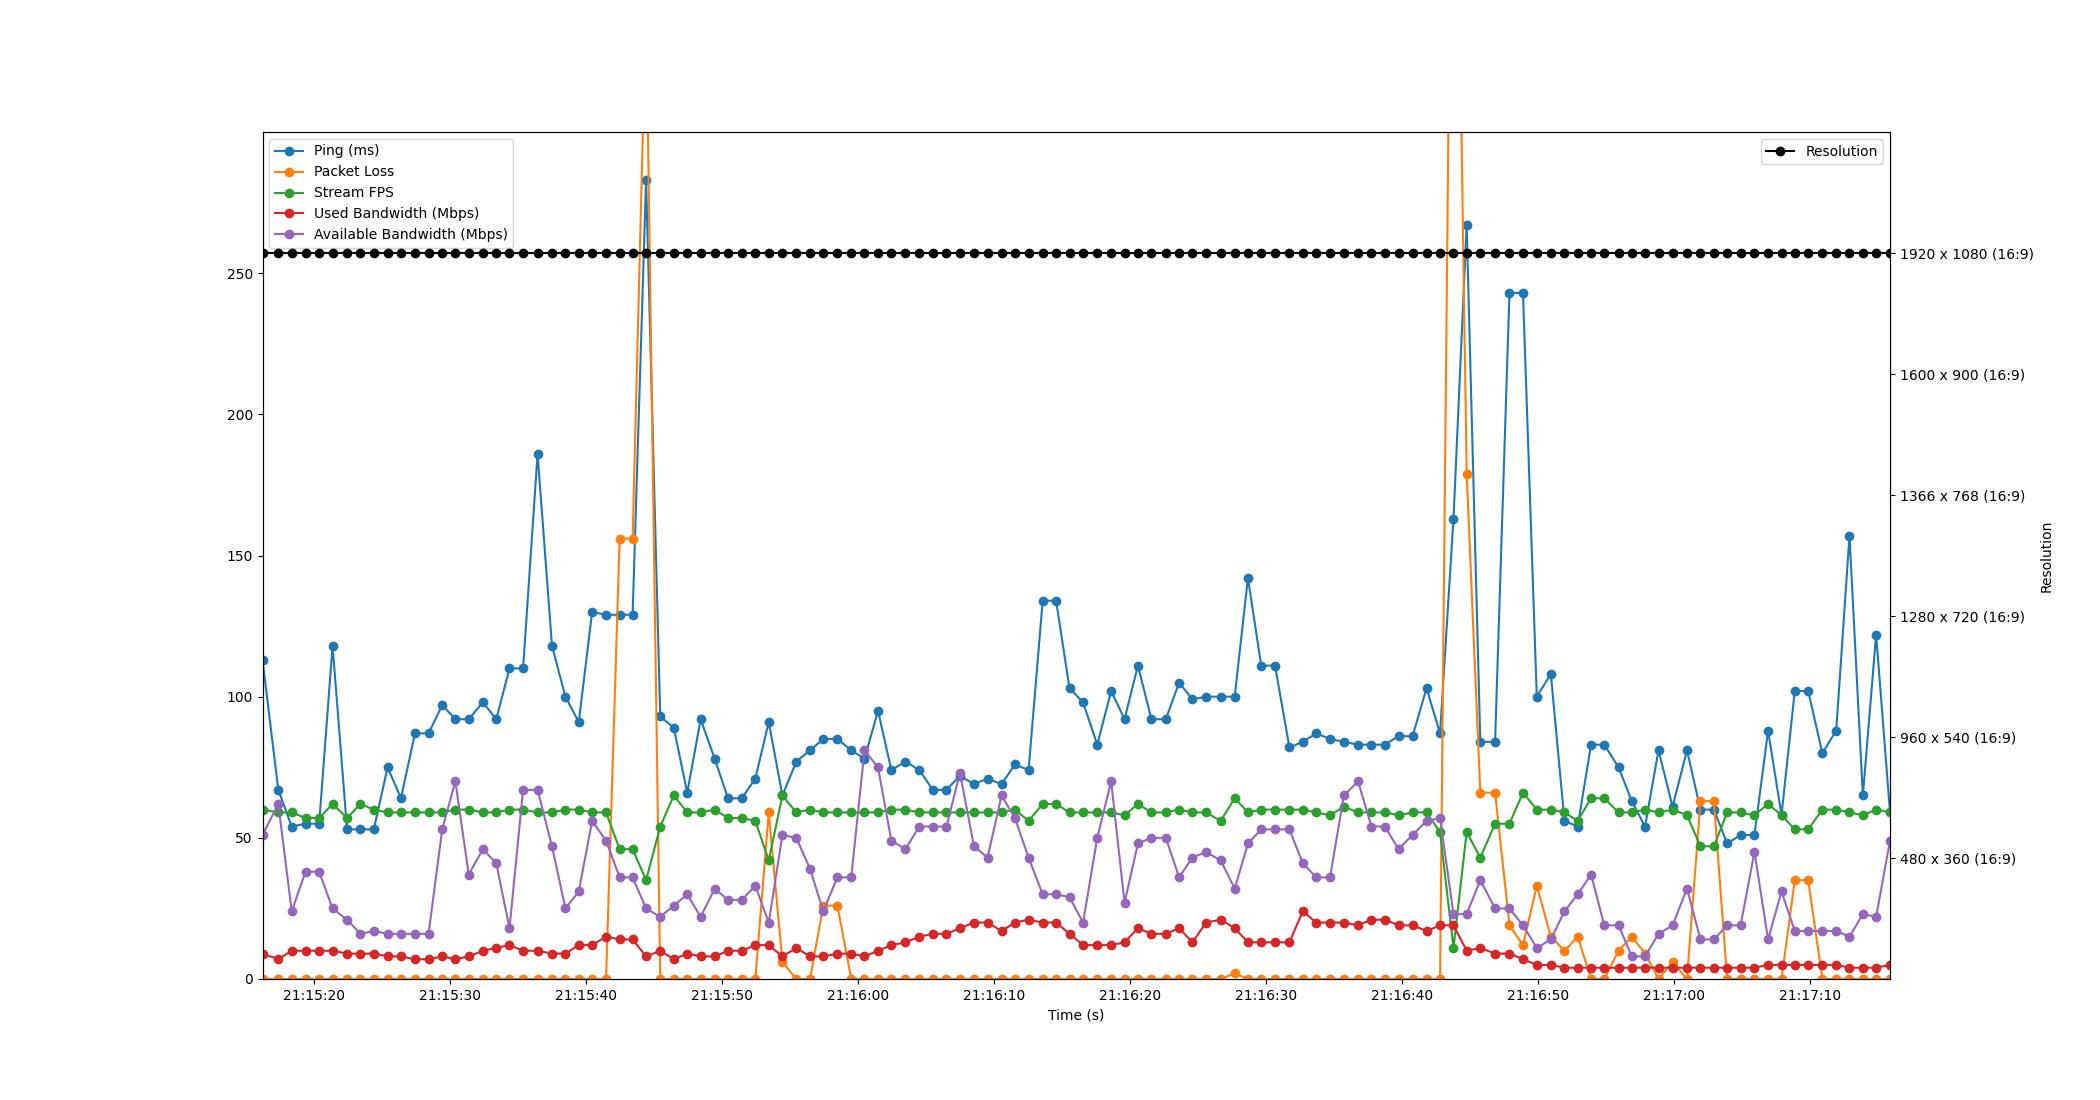 Ping (ms)
Packet Loss
Stream FPS
Used Bandwidth (Mbps)
Available Bandwidth (Mbps)
Resolution
250
200
150
100
50
0
1920 x 1080 (16:9)
1600 x 900 (16:9)
1366 x 768 (16:9)
1280 x 720 (16:9)
960 x 540 (16:9)
480 x 360 (16:9)
Resolution
21:15:20 21:15:30 21:15:40 21:15:50 21:16:00 21:16:10 21:16:20 21:16:30 21:16:40 21:16:50 21:17:00 21:17:10
Time (s)